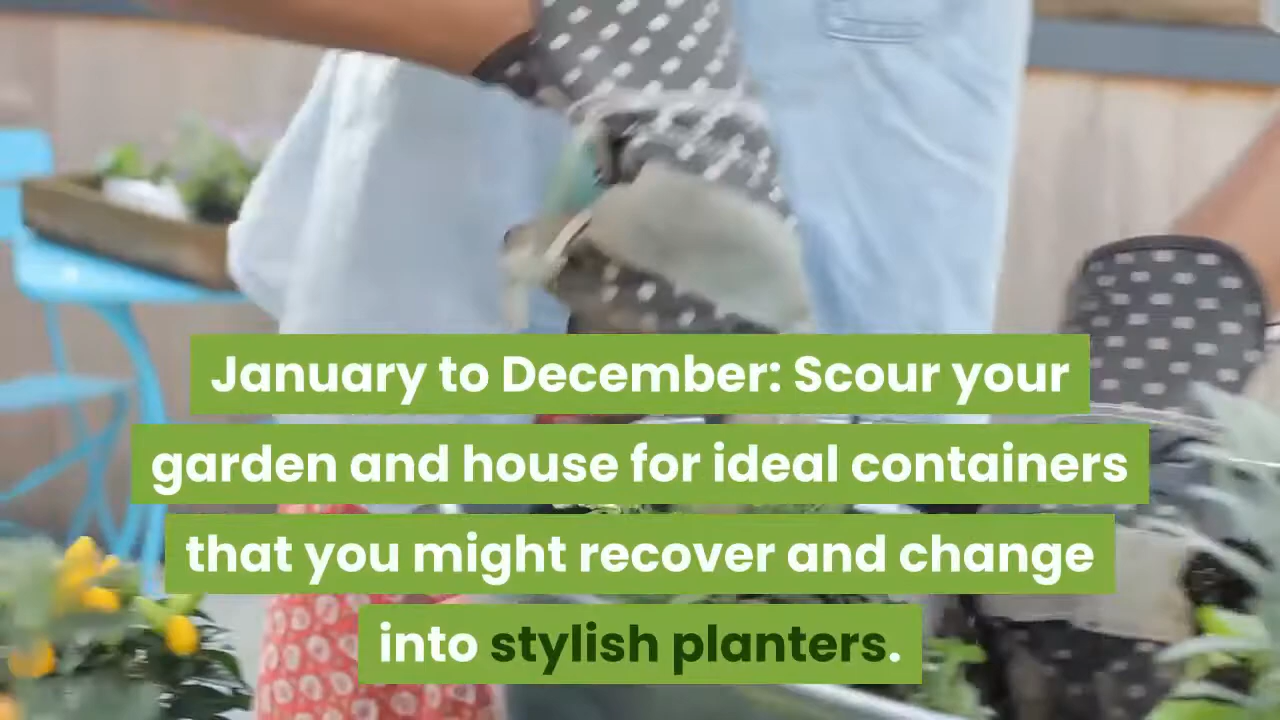 January to December: Scour your
garden and house for ideal containers
that you might recover and change
into stylish planters.